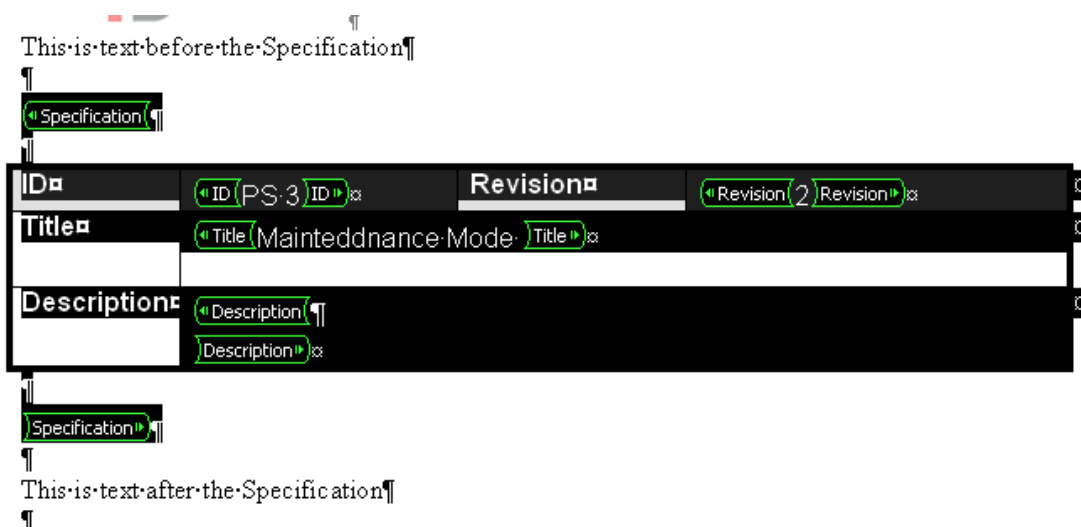 This is text before the Specification
Specification
ID ID PS 3 ID Revision Revision 2 Revision
Title Title Mainteddnance Mode Title
Description Description
Description
Specification
This is text after the Specification